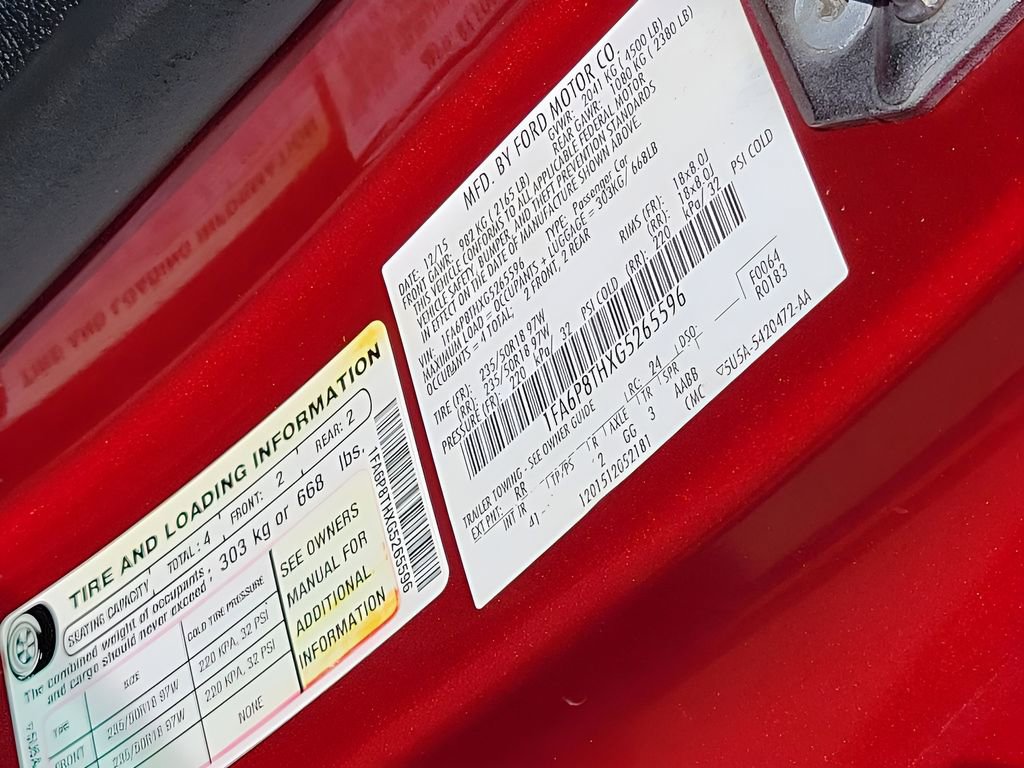 MFD. BY FORD MOTOR CO.
DATE: 12/15 GVWR: 2041 KG ( 4500 LB)
FRONT GAWR: 982 KG ( 2165 LB) REAR GAWR: 1080 KG ( 2380 LB)
THIS VEHICLE CONFORMS TO ALL APPLICABLE FEDERAL MOTOR
VEHICLE SAFETY, BUMPER, AND THEFT PREVENTION STANDARDS
IN EFFECT ON THE DATE OF MANUFACTURE SHOWN ABOVE.
VIN: 1FA6P8THXG5265596 TYPE: Passenger Car
MAXIMUM LOAD = OCCUPANTS + LUGGAGE = 303KG/ 668LB
OCCUPANTS = 4 TOTAL, 2 FRONT, 2 REAR
TIRE (FR): 235/50R18 97W RIMS (FR): 18x8.0J
(RR): 235/50R18 97W (RR): 18x8.0J
PRESSURE (FR): 220 kPa/ 32 PSI COLD (RR): 220 kPa/ 32 PSI COLD
1FA6P8THXG5265596
TRAILER TOWING - SEE OWNER GUIDE LRC: 24 DSO:
EXT PNT: RR F0064
INT TR TP/PS R AXLE TR SPR R0183
41-- 2 GG 3 AABB
12015120521B1 CMC ▽5U5A-5420472-AA
TIRE AND LOADING INFORMATION
SEATING CAPACITY TOTAL: 4 FRONT: 2 REAR: 2
The combined weight of occupants
and cargo should never exceed: 303 kg or 668 lbs.
TIRE SIZE COLD TIRE PRESSURE
FRONT 235/50R18 97W 220 KPA, 32 PSI
235/50R18 97W 220 KPA, 32 PSI
NONE
SEE OWNERS
MANUAL FOR
ADDITIONAL
INFORMATION
1FA6P8THXG5265596